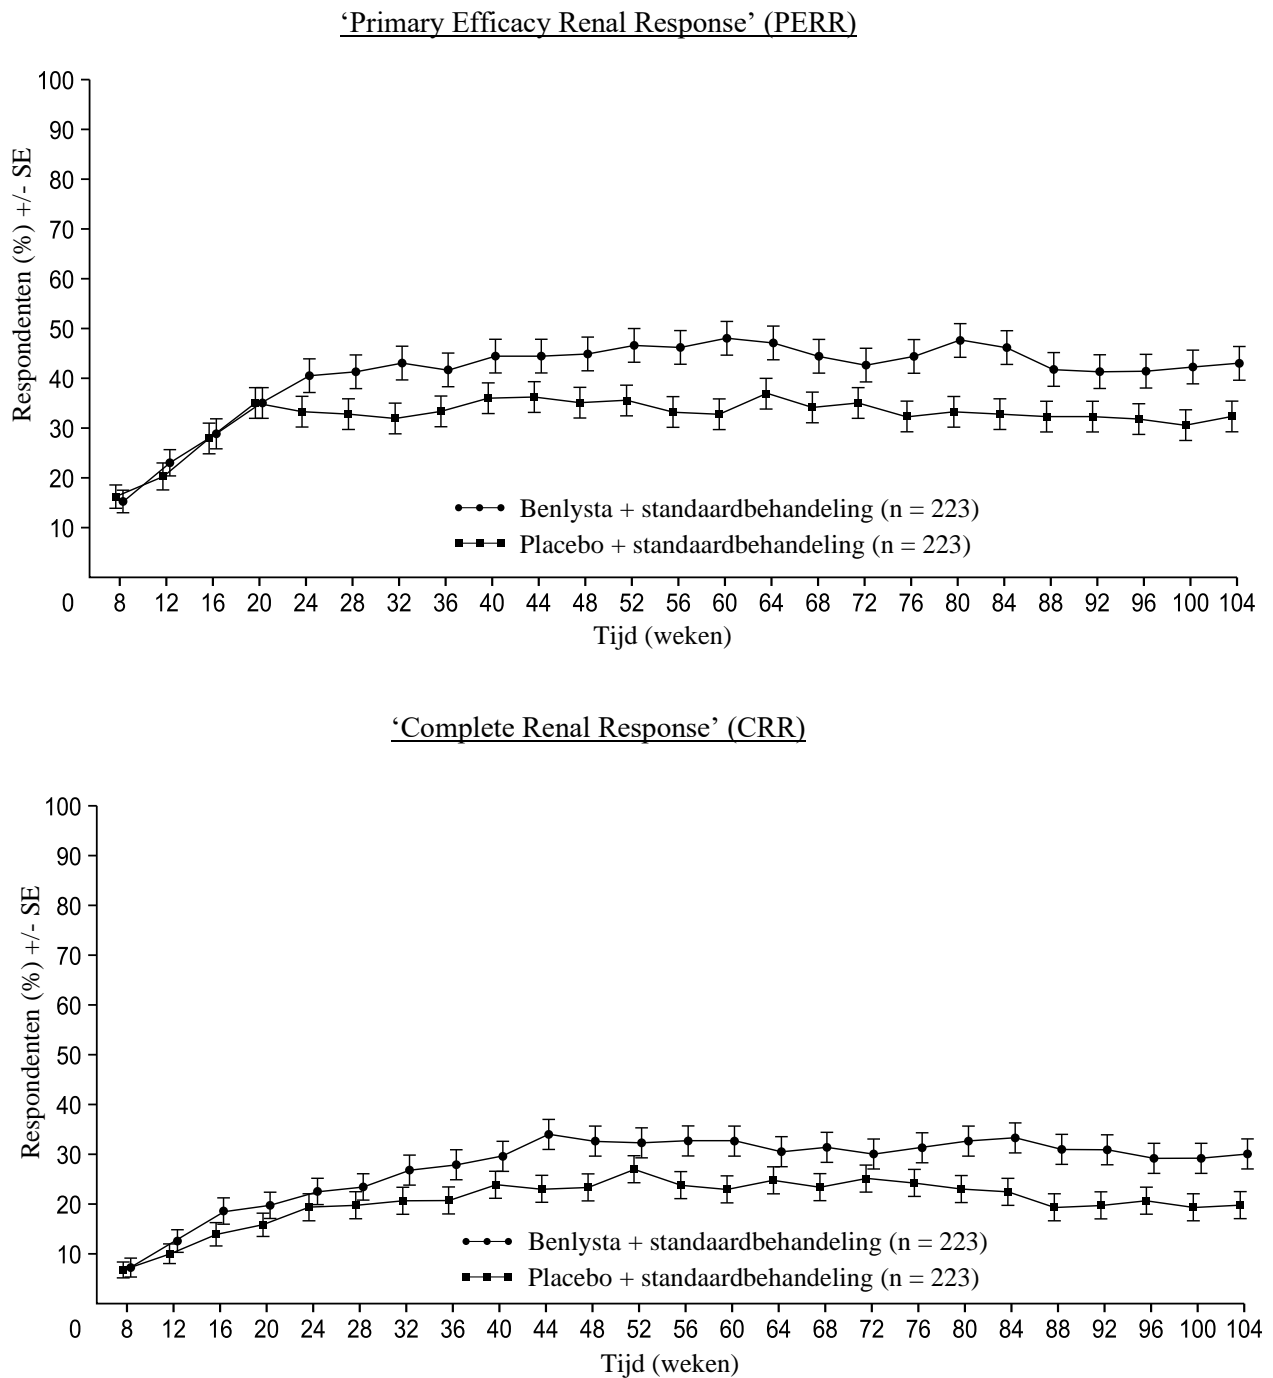 ‘Primary Efficacy Renal Response’ (PERR)
100
90
80
70
60
50
40
30
20
10
0
Respondenten (%) +/- SE
Benlysta + standaardbehandeling (n = 223)
Placebo + standaardbehandeling (n = 223)
8 12 16 20 24 28 32 36 40 44 48 52 56 60 64 68 72 76 80 84 88 92 96 100 104
Tijd (weken)
‘Complete Renal Response’ (CRR)
100
90
80
70
60
50
40
30
20
10
0
Respondenten (%) +/- SE
Benlysta + standaardbehandeling (n = 223)
Placebo + standaardbehandeling (n = 223)
8 12 16 20 24 28 32 36 40 44 48 52 56 60 64 68 72 76 80 84 88 92 96 100 104
Tijd (weken)